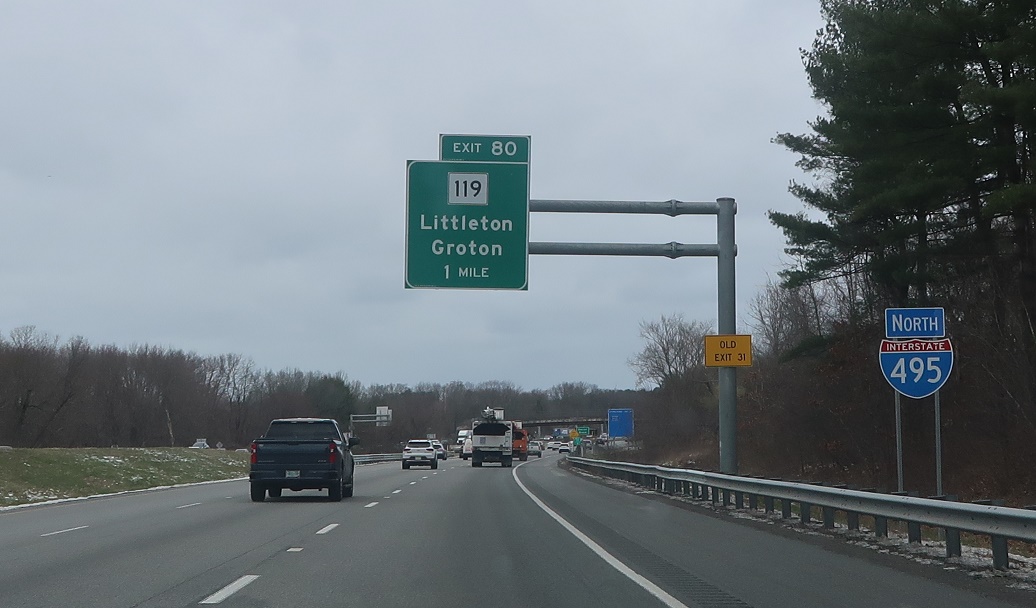 EXIT 80
119
Littleton
Groton
1 MILE
OLD
EXIT 31
NORTH
INTERSTATE
495